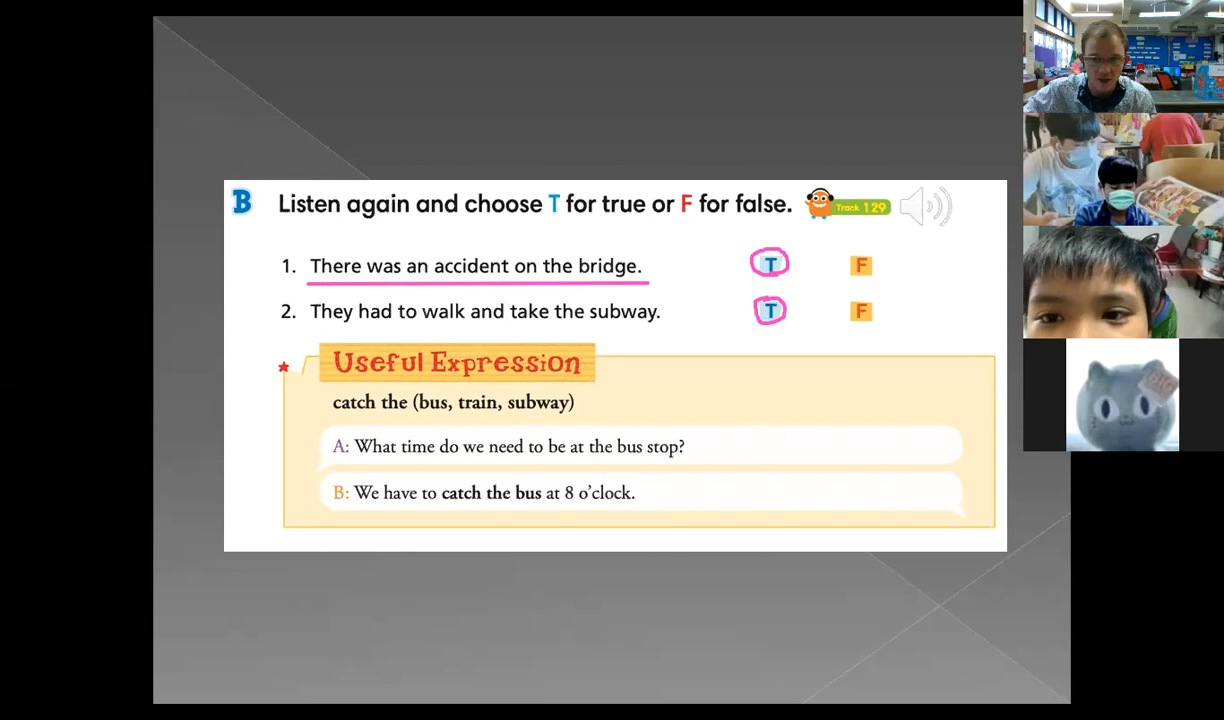 B Listen again and choose T for true or F for false. Track 129
1. There was an accident on the bridge. T F
2. They had to walk and take the subway. T F
Useful Expression
catch the (bus, train, subway)
A: What time do we need to be at the bus stop?
B: We have to catch the bus at 8 o'clock.